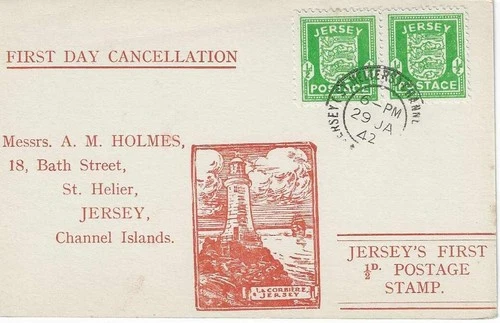 FIRST DAY CANCELLATION
JERSEY
POSTAGE
JERSEY
POSTAGE
6-PM
29 JA
42
Messrs. A. M. HOLMES,
18, Bath Street,
St. Helier,
JERSEY,
Channel Islands.
LA CORBIÈRE
JERSEY
JERSEY'S FIRST
½D. POSTAGE
STAMP.